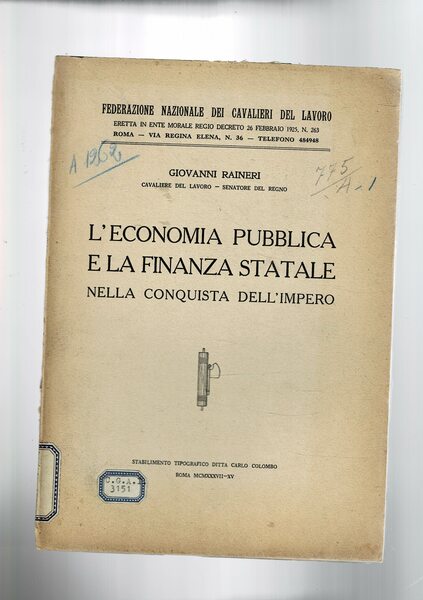 FEDERAZIONE NAZIONALE DEI CAVALIERI DEL LAVORO
ERETTA IN ENTE MORALE REGIO DECRETO 26 FEBBRAIO 1925, N. 263
ROMA — VIA REGINA ELENA, N. 36 — TELEFONO 484948
A 1962
775
A-1
GIOVANNI RAINERI
CAVALIERE DEL LAVORO — SENATORE DEL REGNO
L'ECONOMIA PUBBLICA
E LA FINANZA STATALE
NELLA CONQUISTA DELL'IMPERO
STABILIMENTO TIPOGRAFICO DITTA CARLO COLOMBO
ROMA MCMXXXVII-XV
3151